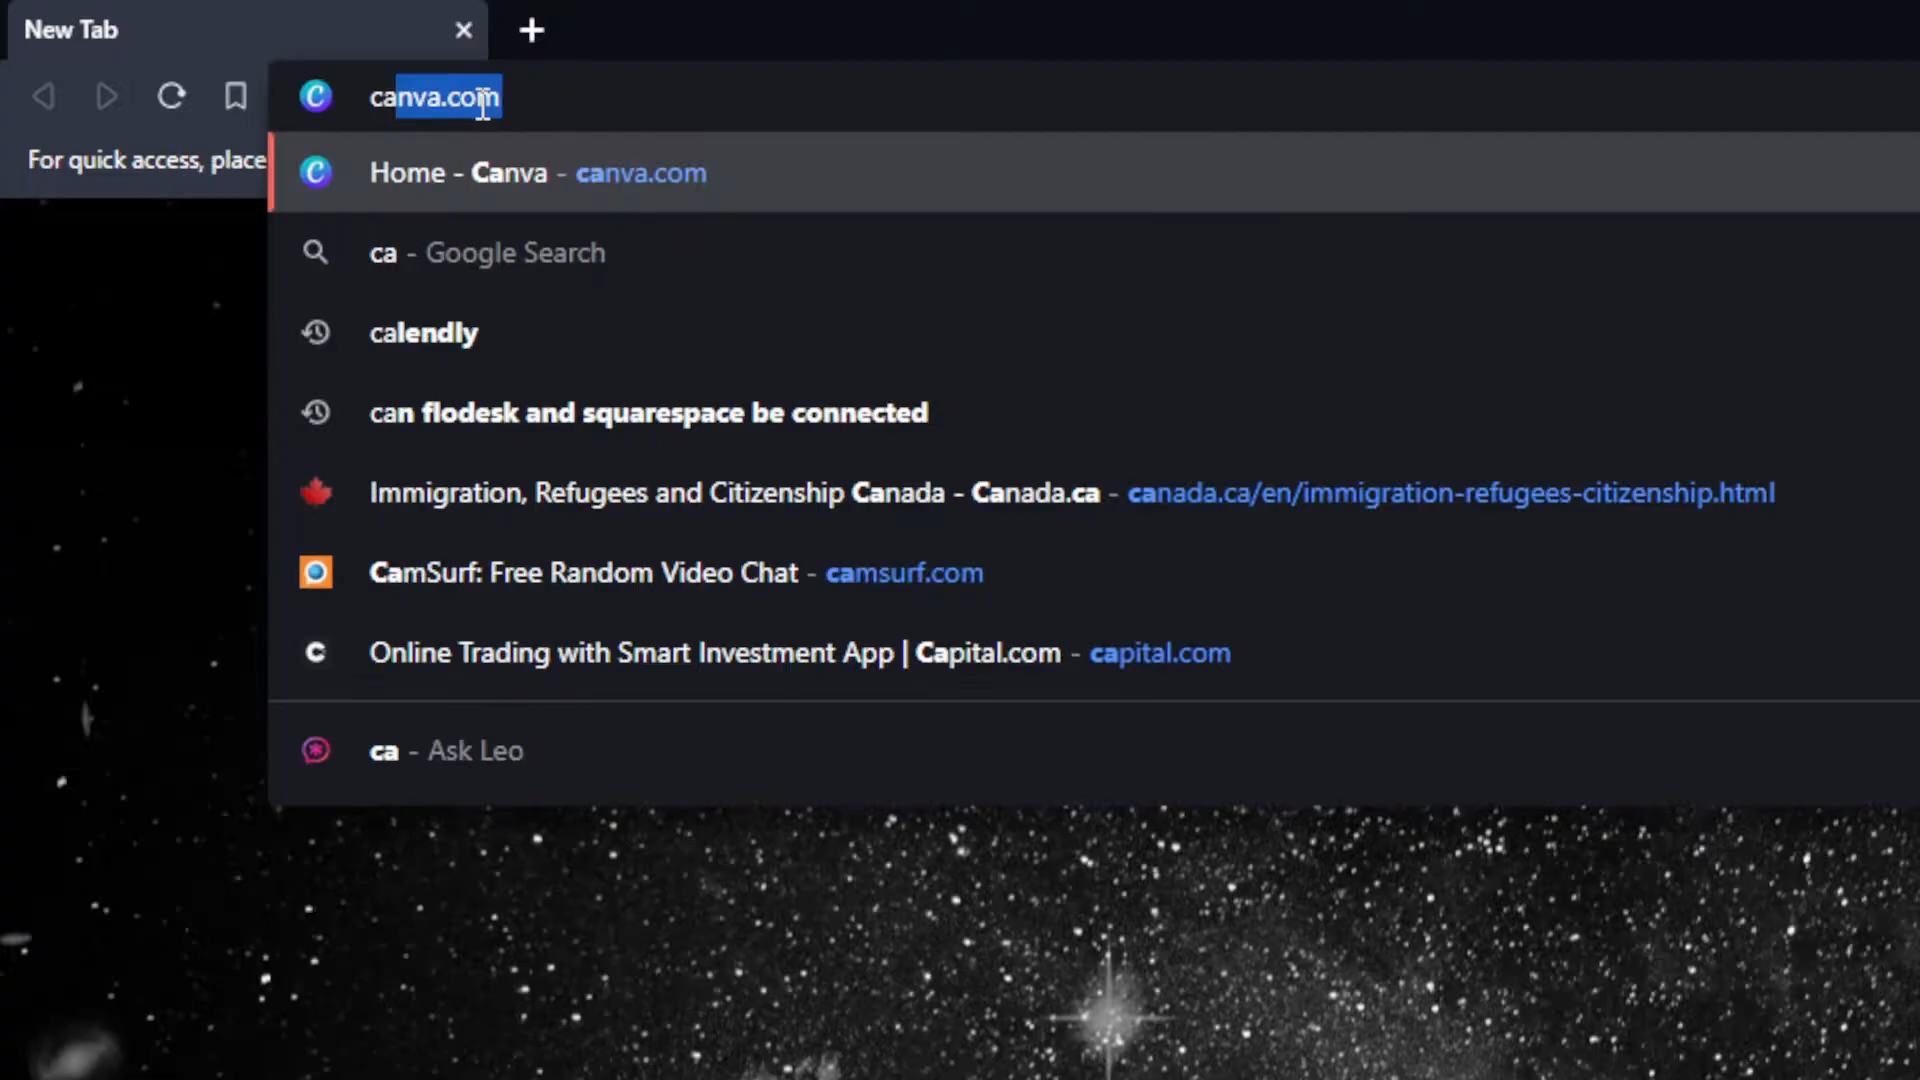 New Tab
canva.com
For quick access, place
Home - Canva - canva.com
ca - Google Search
calendly
can flodesk and squarespace be connected
Immigration, Refugees and Citizenship Canada - Canada.ca - canada.ca/en/immigration-refugees-citizenship.html
CamSurf: Free Random Video Chat - camsurf.com
Online Trading with Smart Investment App | Capital.com - capital.com
ca - Ask Leo